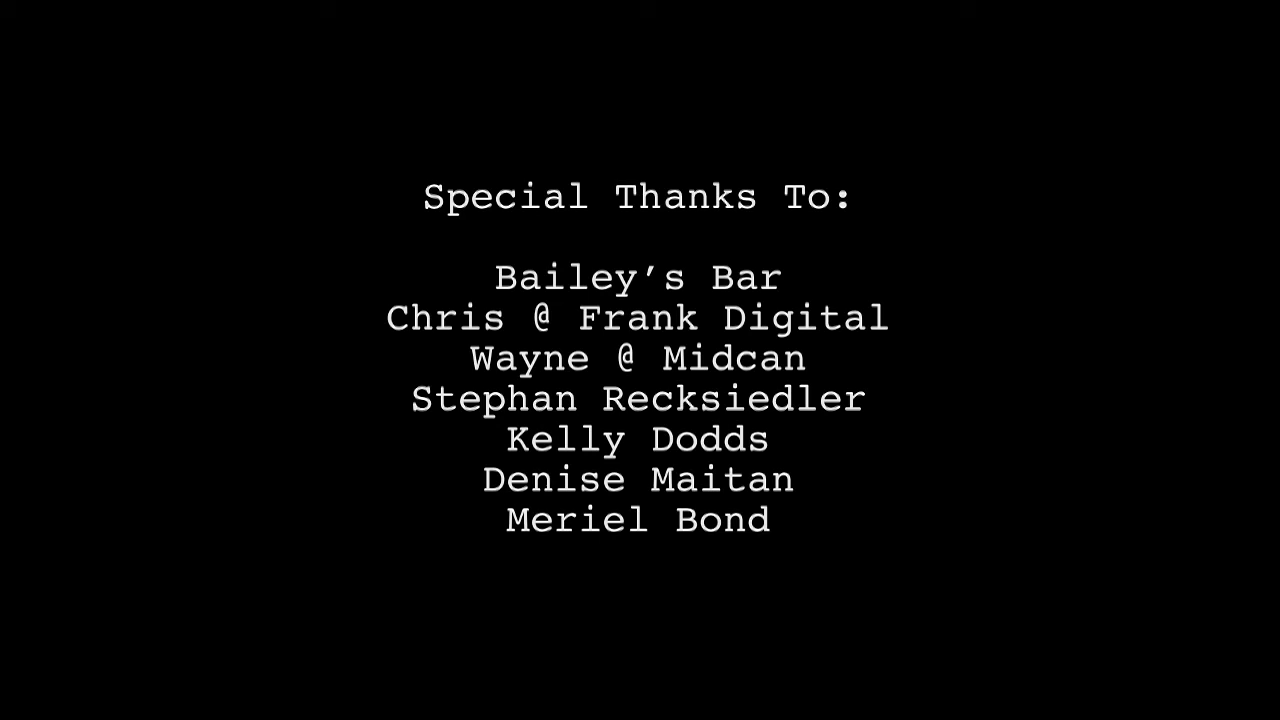 Special Thanks To:
Bailey’s Bar
Chris @ Frank Digital
Wayne @ Midcan
Stephan Recksiedler
Kelly Dodds
Denise Maitan
Meriel Bond